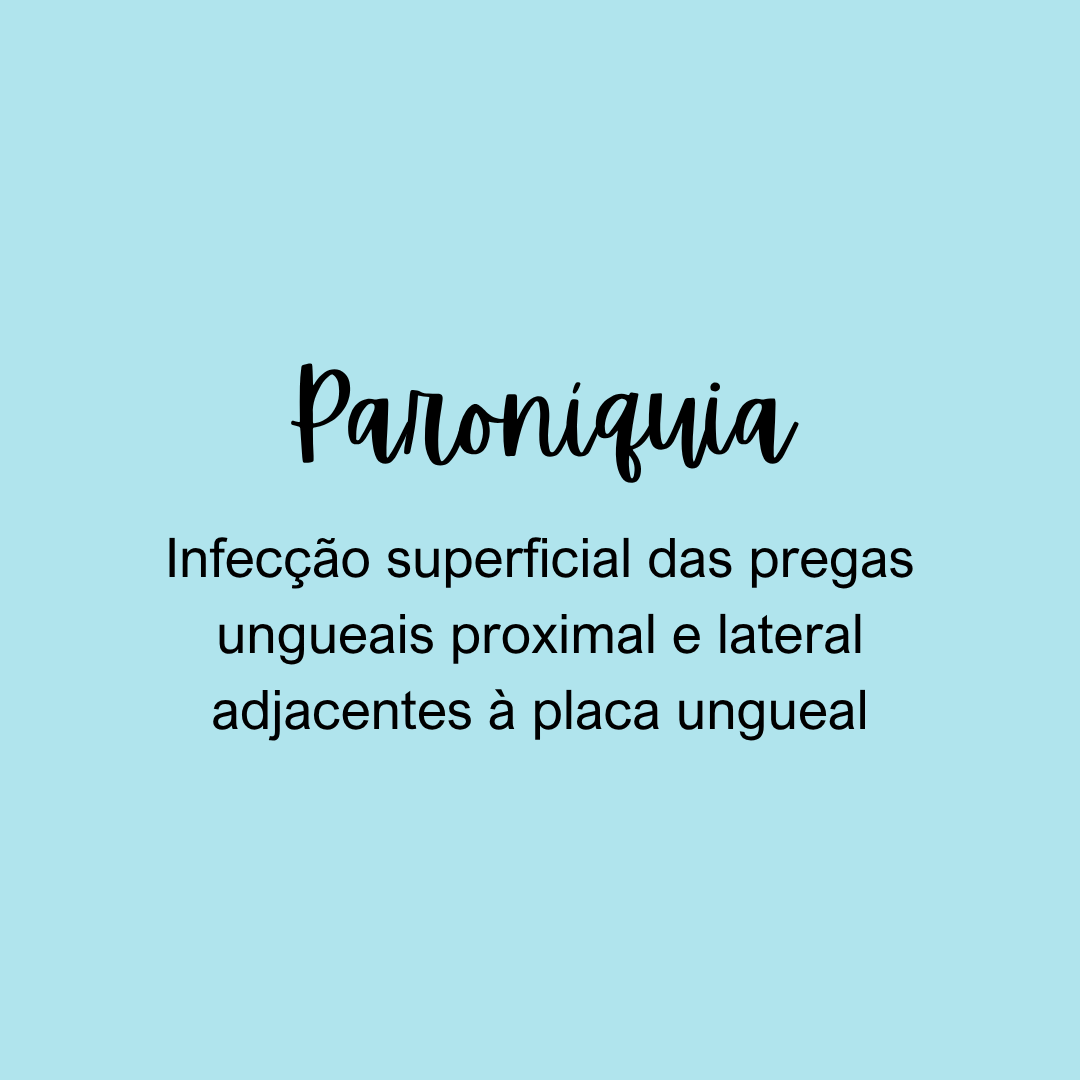 Paroníquia
Infecção superficial das pregas
ungueais proximal e lateral
adjacentes à placa ungueal